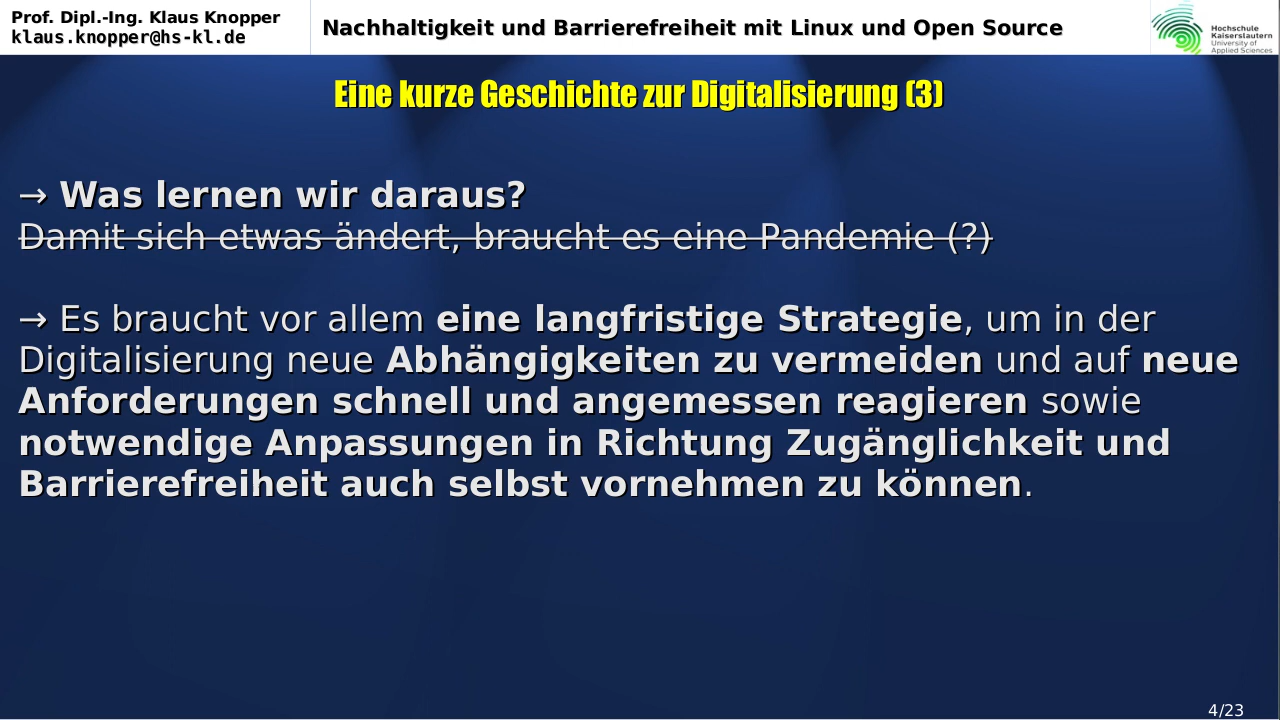 Prof. Dipl.-Ing. Klaus Knopper
klaus.knopper@hs-kl.de
Nachhaltigkeit und Barrierefreiheit mit Linux und Open Source
Hochschule
Kaiserslautern
University of
Applied Sciences
Eine kurze Geschichte zur Digitalisierung (3)
→ Was lernen wir daraus?
Damit sich etwas ändert, braucht es eine Pandemie (?)
→ Es braucht vor allem eine langfristige Strategie, um in der
Digitalisierung neue Abhängigkeiten zu vermeiden und auf neue
Anforderungen schnell und angemessen reagieren sowie
notwendige Anpassungen in Richtung Zugänglichkeit und
Barrierefreiheit auch selbst vornehmen zu können.
4/23